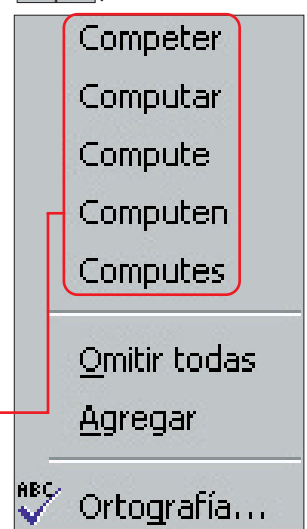 Competer
Computar
Compute
Computen
Computes
Omitir todas
Agregar
ABC
Ortografía...